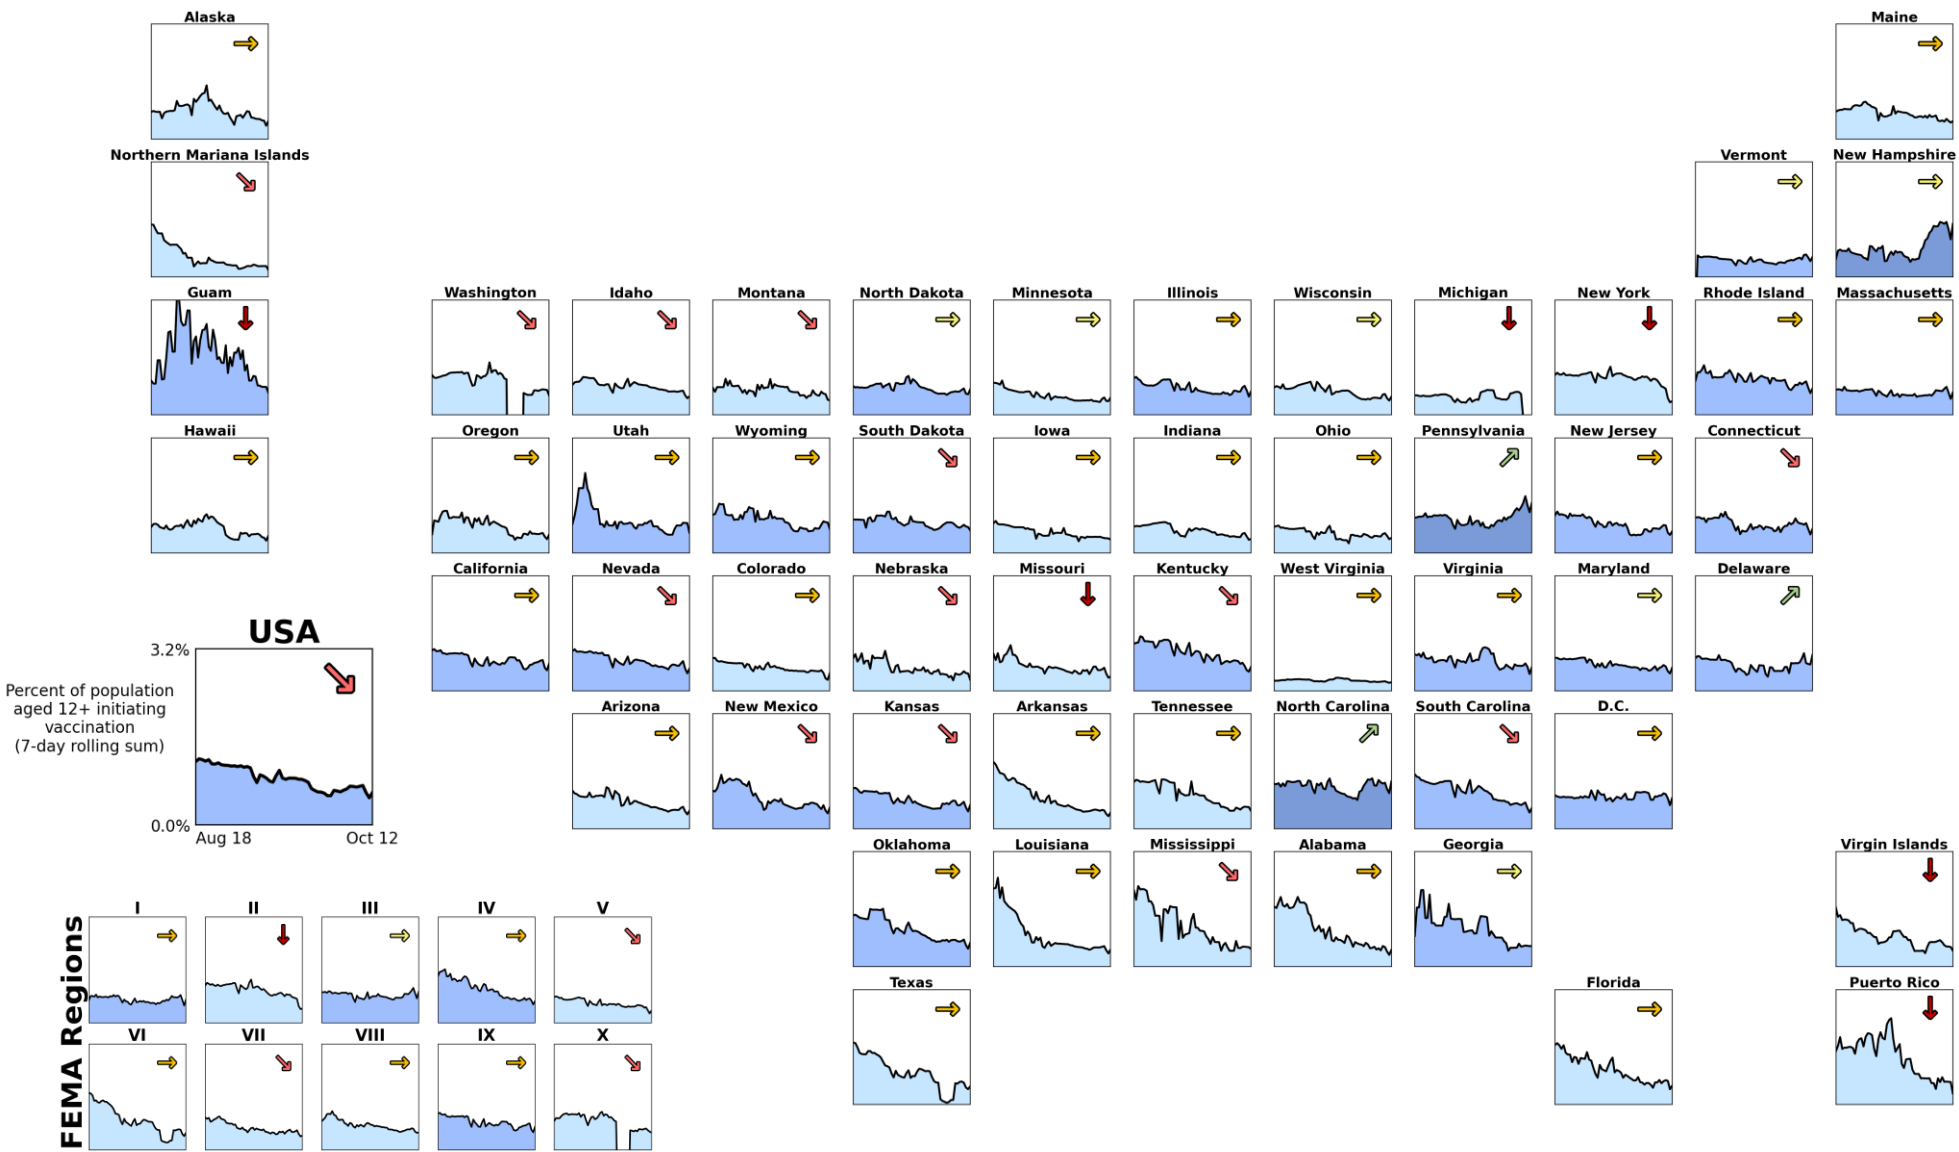 Alaska
Maine
Northern Mariana Islands
Vermont
New Hampshire
Guam
Washington
Idaho
Montana
North Dakota
Minnesota
Illinois
Wisconsin
Michigan
New York
Rhode Island
Massachusetts
Hawaii
Oregon
Utah
Wyoming
South Dakota
Iowa
Indiana
Ohio
Pennsylvania
New Jersey
Connecticut
California
Nevada
Colorado
Nebraska
Missouri
Kentucky
West Virginia
Virginia
Maryland
Delaware
USA
3.2%
Percent of population
aged 12+ initiating
vaccination
(7-day rolling sum)
0.0%
Aug 18
Oct 12
Arizona
New Mexico
Kansas
Arkansas
Tennessee
North Carolina
South Carolina
D.C.
Oklahoma
Louisiana
Mississippi
Alabama
Georgia
Virgin Islands
Texas
Florida
Puerto Rico
FEMA Regions
I
II
III
IV
V
VI
VII
VIII
IX
X